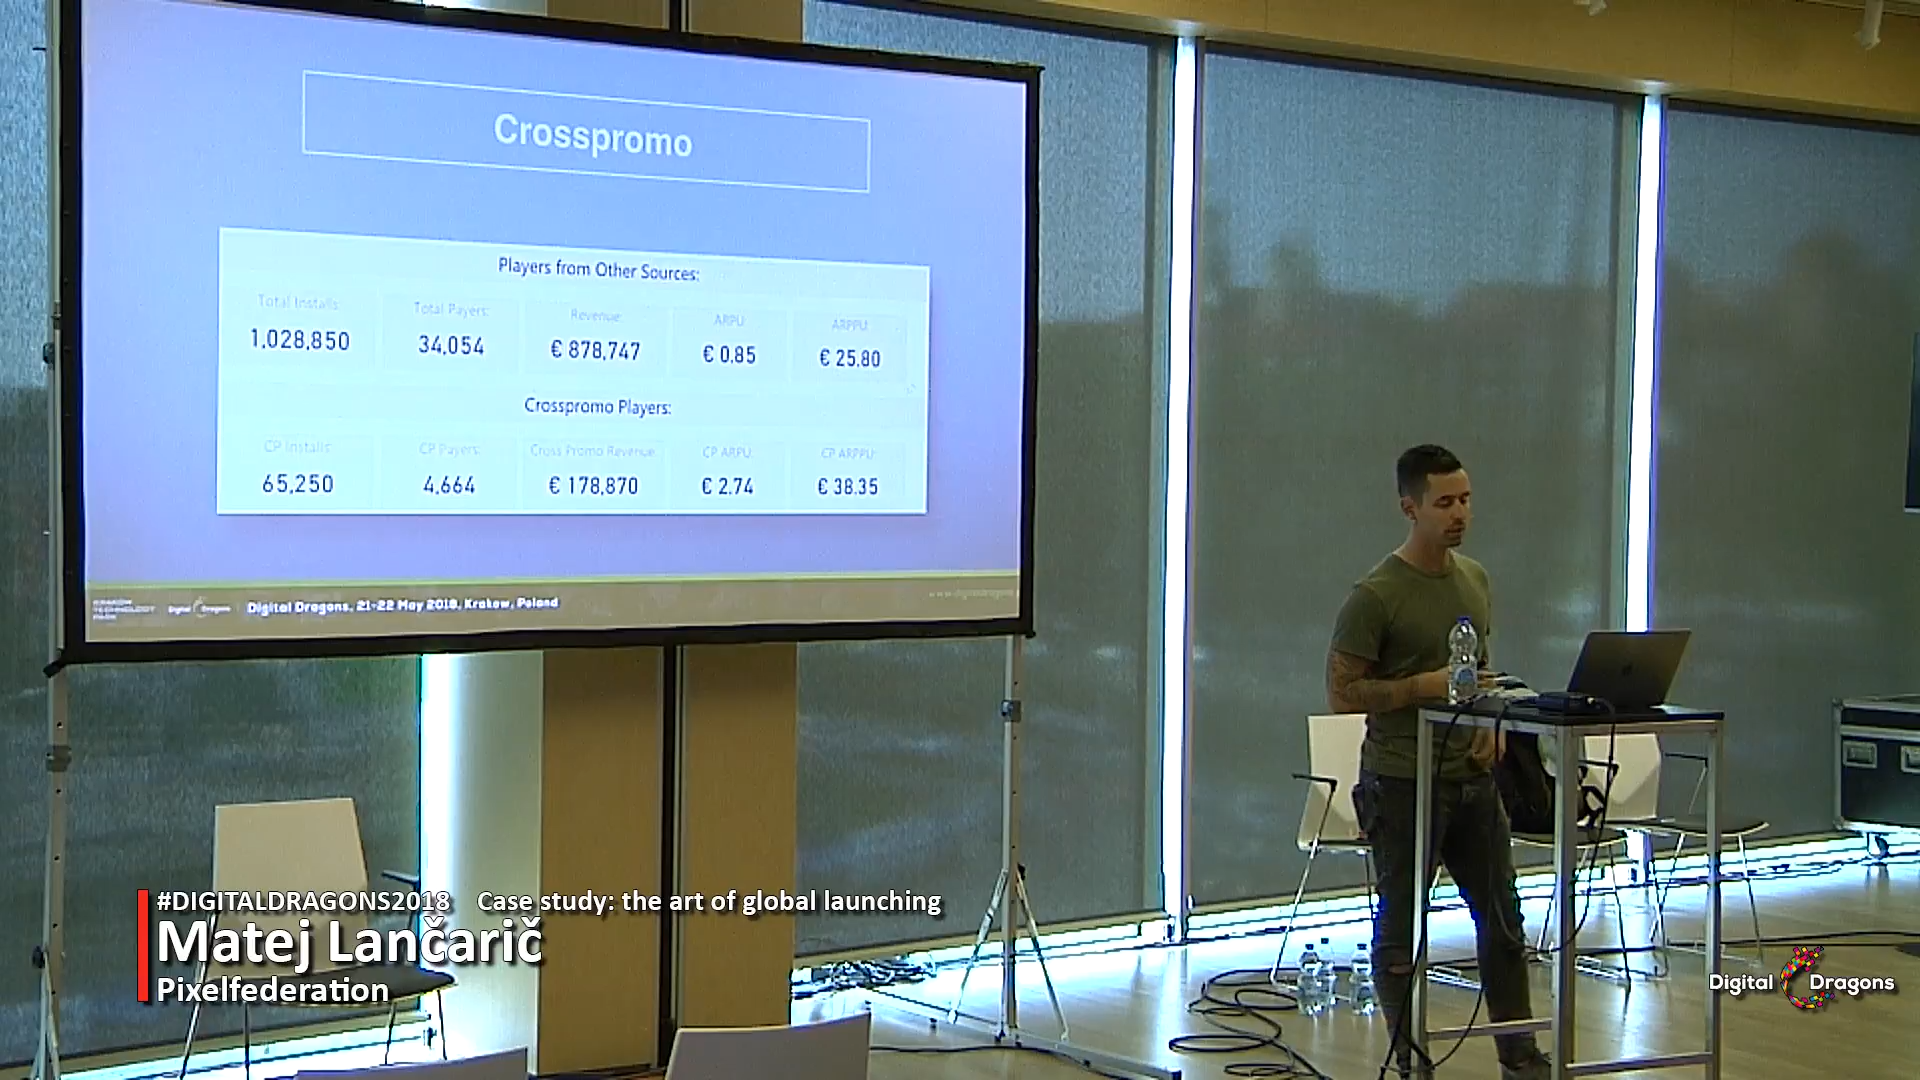 Crosspromo
Players from Other Sources:
Total Installs: Total Payers: Revenue: ARPU: ARPPU:
1,028,850 34,054 € 878,747 € 0.85 € 25.80
Crosspromo Players:
CP Installs: CP Payers: Cross Promo Revenue: CP ARPU: CP ARPPU:
65,250 4,664 € 178,870 € 2.74 € 38.35
Digital Dragons Digital Dragons, 21-22 May 2018, Krakow, Poland
#DIGITALDRAGONS2018 Case study: the art of global launching
Matej Lančarič
Pixelfederation
Digital Dragons